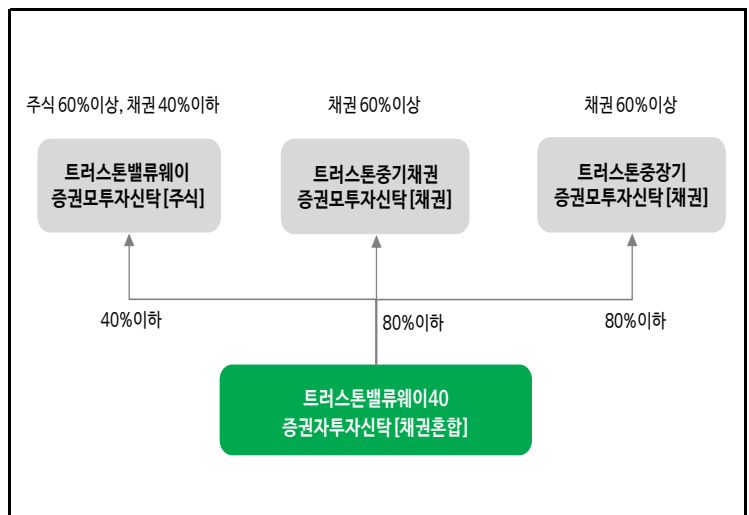 주식 60%이상, 채권 40%이하
채권 60%이상
채권 60%이상
트러스톤밸류웨이
증권모투자신탁[주식]
트러스톤중기채권
증권모투자신탁[채권]
트러스톤중장기
증권모투자신탁[채권]
40%이하
80%이하
80%이하
트러스톤밸류웨이40
증권자투자신탁[채권혼합]